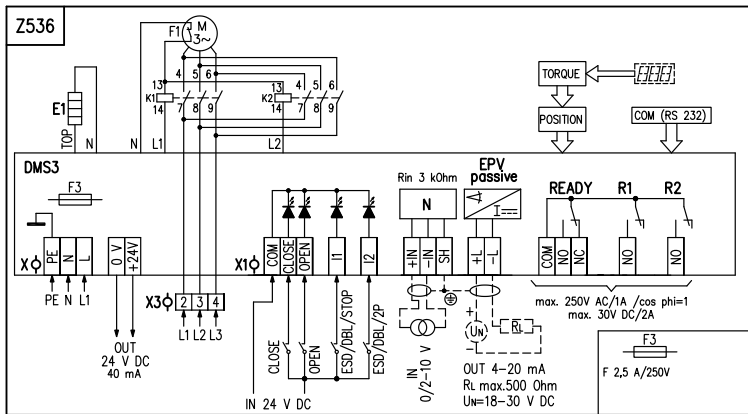 Z536
F1
M
3~
4 5 6
13
K1
14
7 8 9
13
K2
14
4 5 6
7 8 9
E1
TOP
N
N
L1
L2
TORQUE
POSITION
COM (RS 232)
DMS3
F3
Rin 3 kOhm
N
EPV
passive
READY R1 R2
X
PE N L
0 V +24V
X1
COM CLOSE OPEN I1 I2
+IN -IN SH
+L -L
COM NO NC NO NO
PE N L1
OUT
24 V DC
40 mA
X3
2 3 4
L1 L2 L3
CLOSE
OPEN
ESD/DBL/STOP
ESD/DBL/2P
IN 24 V DC
IN
0/2-10 V
+
UN
-
RL
OUT 4-20 mA
RL max.500 Ohm
UN=18-30 V DC
max. 250V AC/1A /cos phi=1
max. 30V DC/2A
F3
F 2,5 A/250V